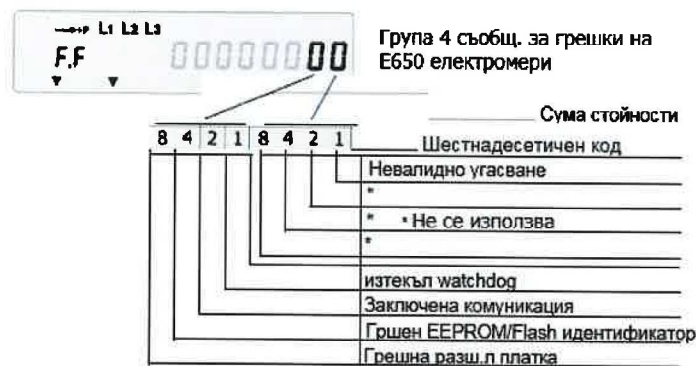 P L1 L2 L3
F.F 00000000
Група 4 съобщ. за грешки на
E650 електромери
Сума стойности
8 4 2 1 8 4 2 1
Шестнадесетичен код
Невалидно угасване
*
* * Не се използва
*
изтекъл watchdog
Заключена комуникация
Гршен EEPROM/Flash идентификатор
Грешна разш.л платка